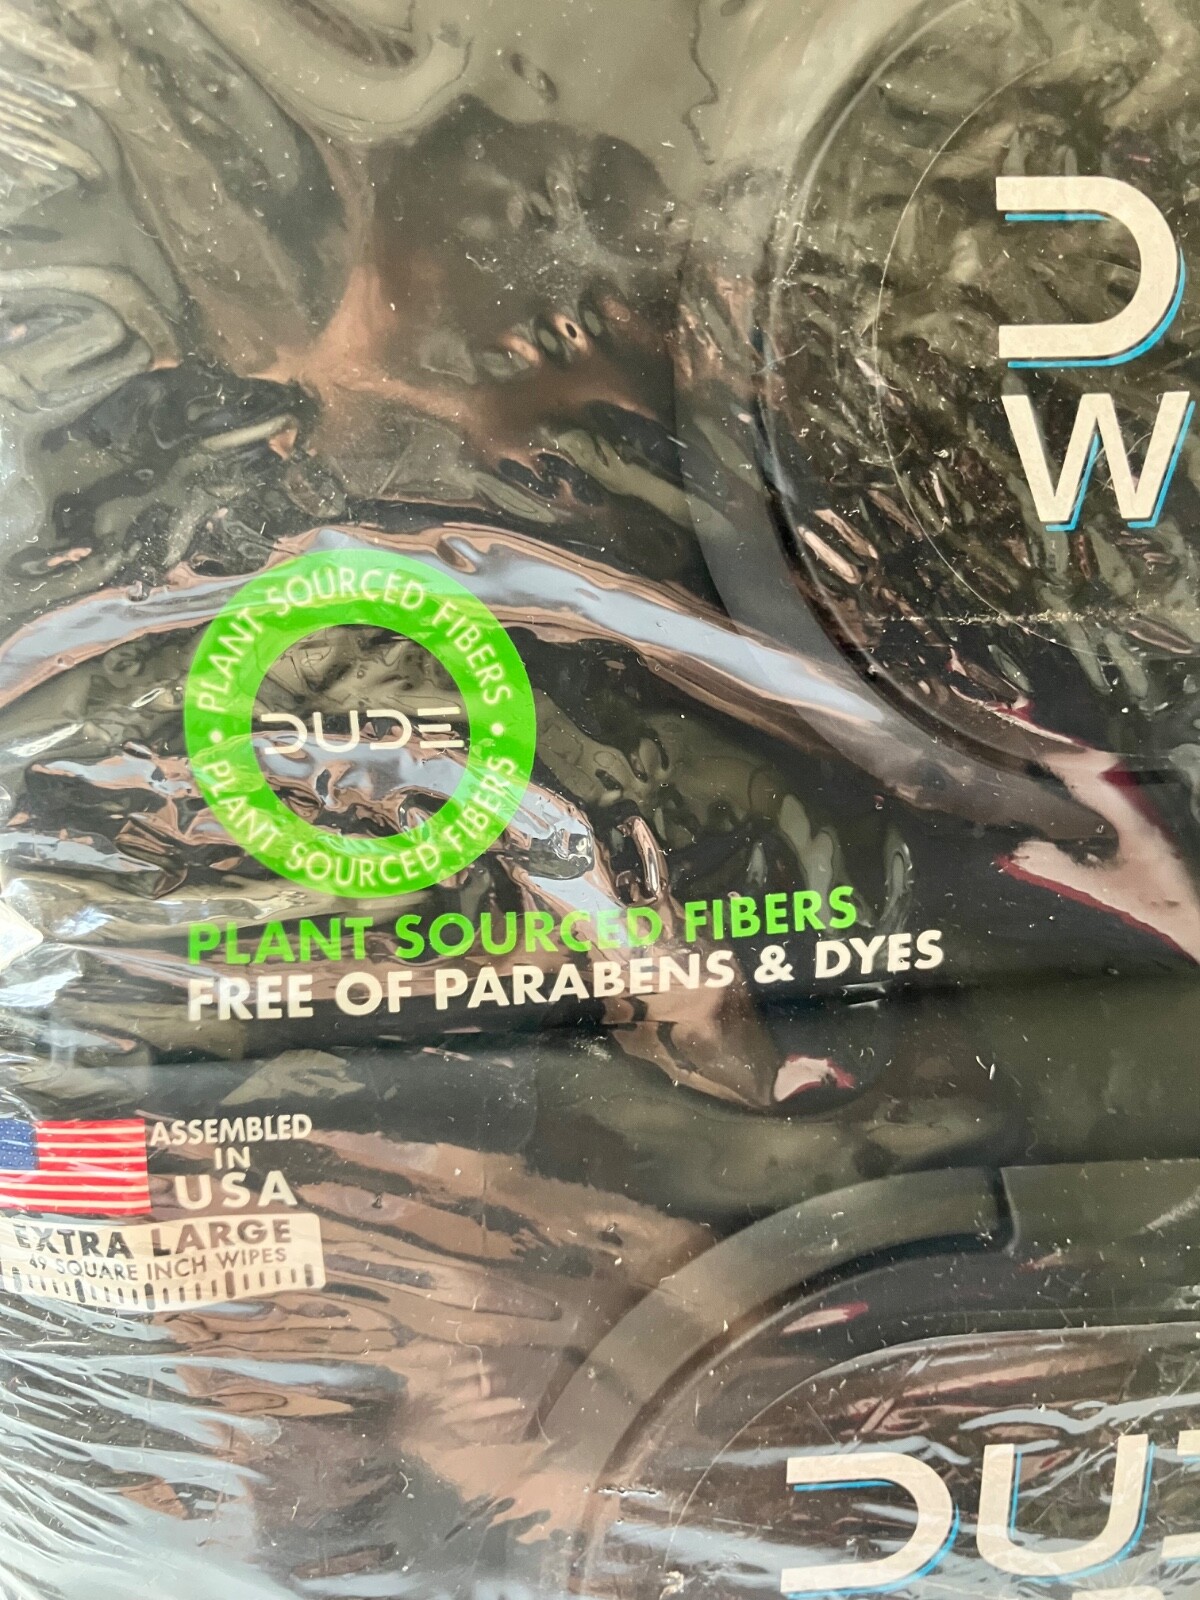 D
W
• PLANT SOURCED FIBERS •
DUDE
PLANT SOURCED FIBERS
PLANT SOURCED FIBERS
FREE OF PARABENS & DYES
ASSEMBLED
IN
USA
EXTRA LARGE
49 SQUARE INCH WIPES
DUD